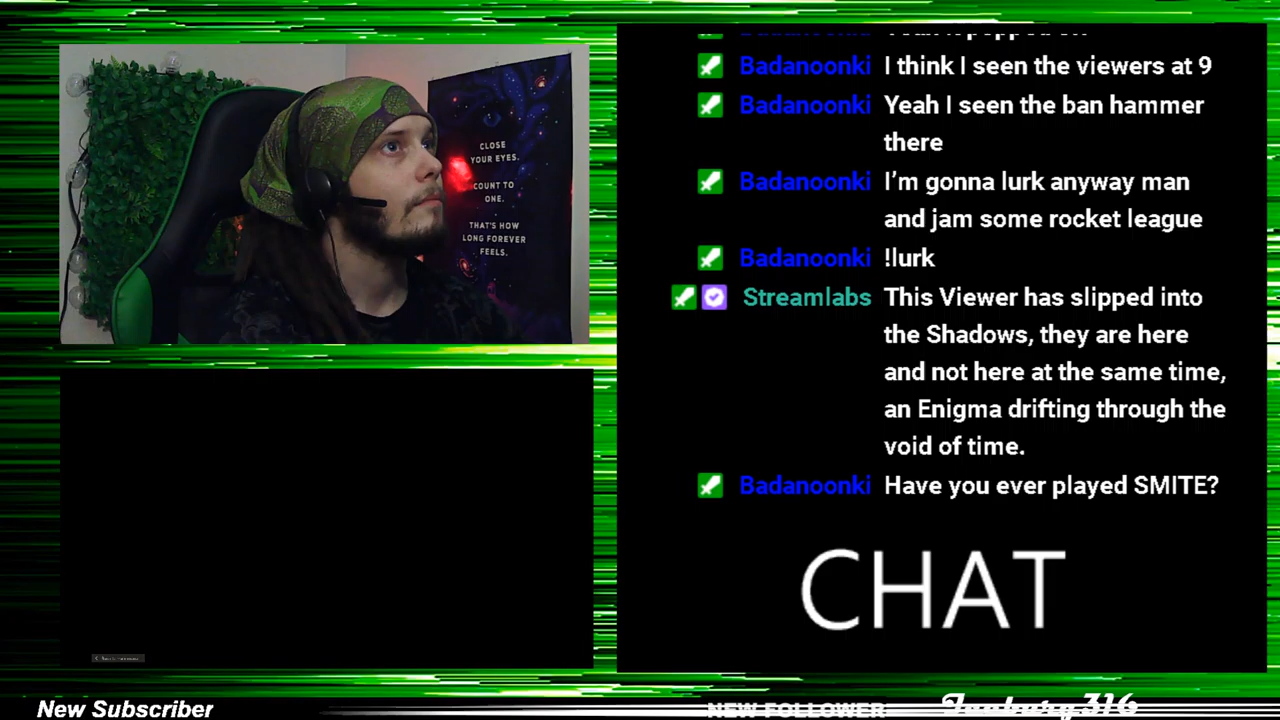 Badanoonki I think I seen the viewers at 9
Badanoonki Yeah I seen the ban hammer
there
Badanoonki I’m gonna lurk anyway man
and jam some rocket league
Badanoonki !lurk
Streamlabs This Viewer has slipped into
the Shadows, they are here
and not here at the same time,
an Enigma drifting through the
void of time.
Badanoonki Have you ever played SMITE?
CLOSE
YOUR EYES.
COUNT TO
ONE.
THAT'S HOW
LONG FOREVER
FEELS.
CHAT
New Subscriber
NEW FOLLOWER